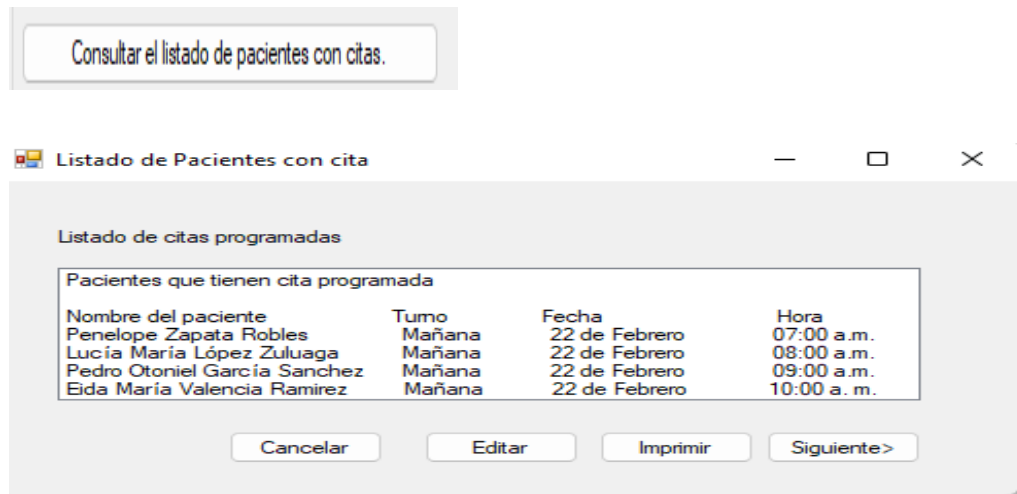 Consultar el listado de pacientes con citas.
Listado de Pacientes con cita
Listado de citas programadas
Pacientes que tienen cita programada
Nombre del paciente Turno Fecha Hora
Penelope Zapata Robles Mañana 22 de Febrero 07:00 a.m.
Lucía María López Zuluaga Mañana 22 de Febrero 08:00 a.m.
Pedro Otoniel García Sanchez Mañana 22 de Febrero 09:00 a.m.
Eida María Valencia Ramirez Mañana 22 de Febrero 10:00 a. m.
Cancelar Editar Imprimir Siguiente>